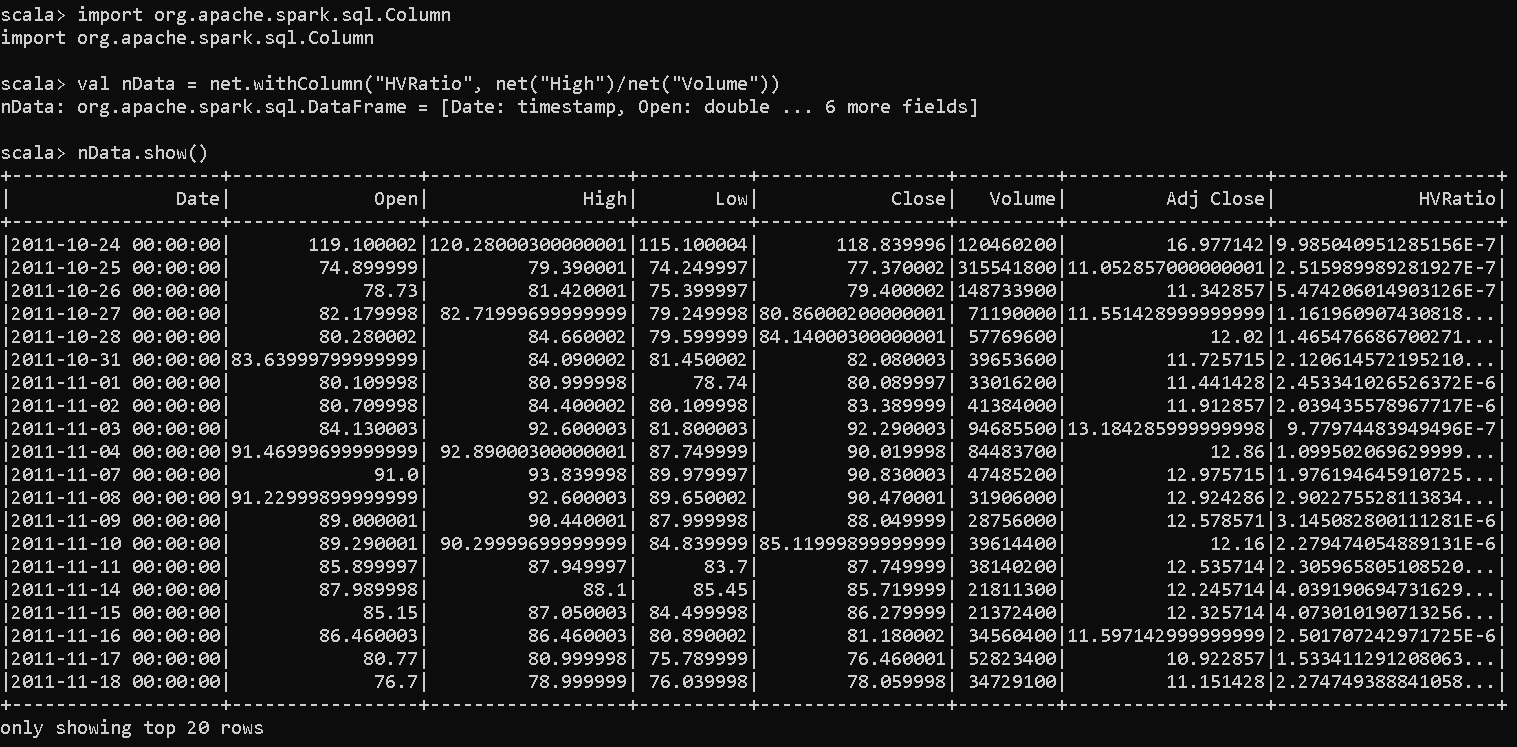 scala> import org.apache.spark.sql.Column
import org.apache.spark.sql.Column
scala> val nData = net.withColumn("HVRatio", net("High")/net("Volume"))
nData: org.apache.spark.sql.DataFrame = [Date: timestamp, Open: double ... 6 more fields]
scala> nData.show()
+-------------------+-----------------+------------------+----------+-----------------+---------+------------------+--------------------+
|               Date|             Open|              High|       Low|            Close|   Volume|         Adj Close|             HVRatio|
+-------------------+-----------------+------------------+----------+-----------------+---------+------------------+--------------------+
|2011-10-24 00:00:00|       119.100002|120.28000300000001|115.100004|       118.839996|120460200|         16.977142|9.985040951285156E-7|
|2011-10-25 00:00:00|        74.899999|         79.390001| 74.249997|        77.370002|315541800|11.052857000000001|2.515989989281927E-7|
|2011-10-26 00:00:00|            78.73|         81.420001| 75.399997|        79.400002|148733900|         11.342857|5.474206014903126E-7|
|2011-10-27 00:00:00|        82.179998| 82.71999699999999| 79.249998|80.86000200000001| 71190000|11.551428999999999|1.161960907430818...|
|2011-10-28 00:00:00|        80.280002|         84.660002| 79.599999|84.14000300000001| 57769600|             12.02|1.465476686700271...|
|2011-10-31 00:00:00|83.63999799999999|         84.090002| 81.450002|        82.080003| 39653600|         11.725715|2.120614572195210...|
|2011-11-01 00:00:00|        80.109998|         80.999998|     78.74|        80.089997| 33016200|         11.441428|2.453341026526372E-6|
|2011-11-02 00:00:00|        80.709998|         84.400002| 80.109998|        83.389999| 41384000|         11.912857|2.039435578967717E-6|
|2011-11-03 00:00:00|        84.130003|         92.600003| 81.800003|        92.290003| 94685500|13.184285999999998| 9.77974483949496E-7|
|2011-11-04 00:00:00|91.46999699999999| 92.89000300000001| 87.749999|        90.019998| 84483700|             12.86|1.099502069629999...|
|2011-11-07 00:00:00|             91.0|         93.839998| 89.979997|        90.830003| 47485200|         12.975715|1.976194645910725...|
|2011-11-08 00:00:00|91.22999899999999|         92.600003| 89.650002|        90.470001| 31906000|         12.924286|2.902275528113834...|
|2011-11-09 00:00:00|        89.000001|         90.440001| 87.999998|        88.049999| 28756000|         12.578571|3.145082800111281E-6|
|2011-11-10 00:00:00|        89.290001| 90.29999699999999| 84.839999|85.11999899999999| 39614400|             12.16|2.279474054889131E-6|
|2011-11-11 00:00:00|        85.899997|         87.949997|      83.7|        87.749999| 38140200|         12.535714|2.305965805108520...|
|2011-11-14 00:00:00|        87.989998|              88.1|     85.45|        85.719999| 21811300|         12.245714|4.039190694731629...|
|2011-11-15 00:00:00|            85.15|         87.050003| 84.499998|        86.279999| 21372400|         12.325714|4.073010190713256...|
|2011-11-16 00:00:00|        86.460003|         86.460003| 80.890002|        81.180002| 34560400|11.597142999999999|2.501707242971725E-6|
|2011-11-17 00:00:00|            80.77|         80.999998| 75.789999|        76.460001| 52823400|         10.922857|1.533411291208063...|
|2011-11-18 00:00:00|             76.7|         78.999999| 76.039998|        78.059998| 34729100|         11.151428|2.274749388841058...|
+-------------------+-----------------+------------------+----------+-----------------+---------+------------------+--------------------+
only showing top 20 rows